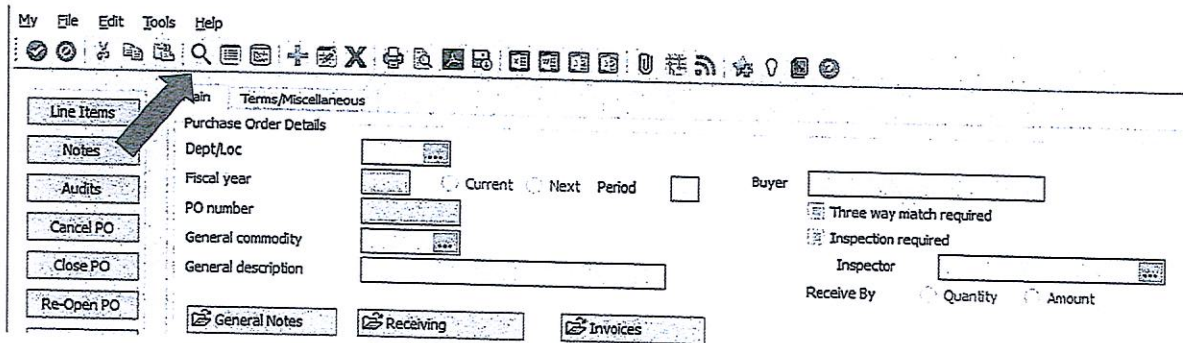 My File Edit Tools Help
Line Items
Notes
Audits
Cancel PO
Close PO
Re-Open PO
Terms/Miscellaneous
Purchase Order Details
Dept/Loc
Fiscal year Current Next Period Buyer
PO number Three way match required
General commodity Inspection required
General description Inspector
Receive By Quantity Amount
General Notes Receiving Invoices